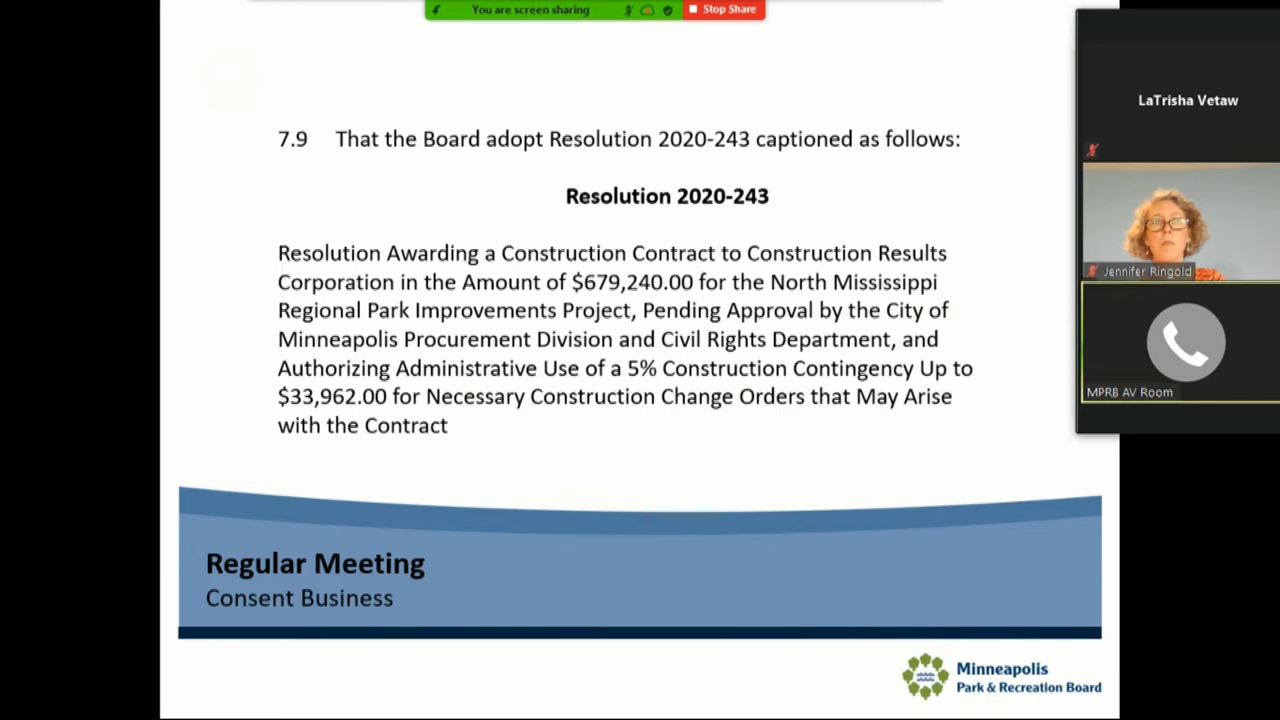 You are screen sharing
Stop Share
LaTrisha Vetaw
7.9 That the Board adopt Resolution 2020-243 captioned as follows:
Resolution 2020-243
Jennifer Ringold
Resolution Awarding a Construction Contract to Construction Results
Corporation in the Amount of $679,240.00 for the North Mississippi
Regional Park Improvements Project, Pending Approval by the City of
Minneapolis Procurement Division and Civil Rights Department, and
Authorizing Administrative Use of a 5% Construction Contingency Up to
$33,962.00 for Necessary Construction Change Orders that May Arise
with the Contract
MPRB AV Room
Regular Meeting
Consent Business
Minneapolis
Park & Recreation Board